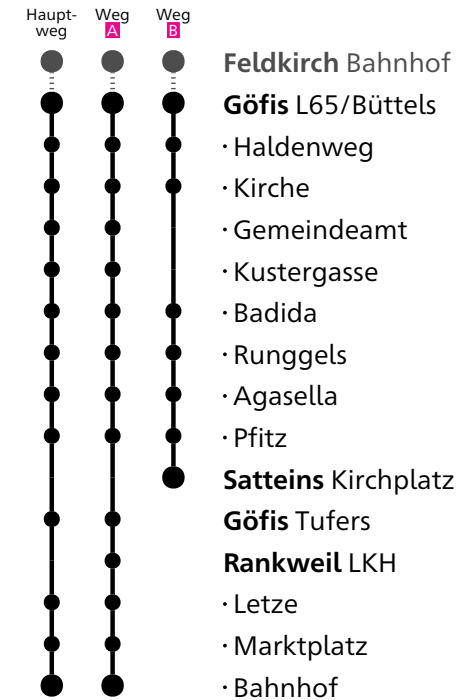 Haupt-
weg
Weg
A
Weg
B
Feldkirch Bahnhof
Göfis L65/Büttels
· Haldenweg
· Kirche
· Gemeindeamt
· Kustergasse
· Badida
· Runggels
· Agasella
· Pfitz
Satteins Kirchplatz
Göfis Tufers
Rankweil LKH
· Letze
· Marktplatz
· Bahnhof